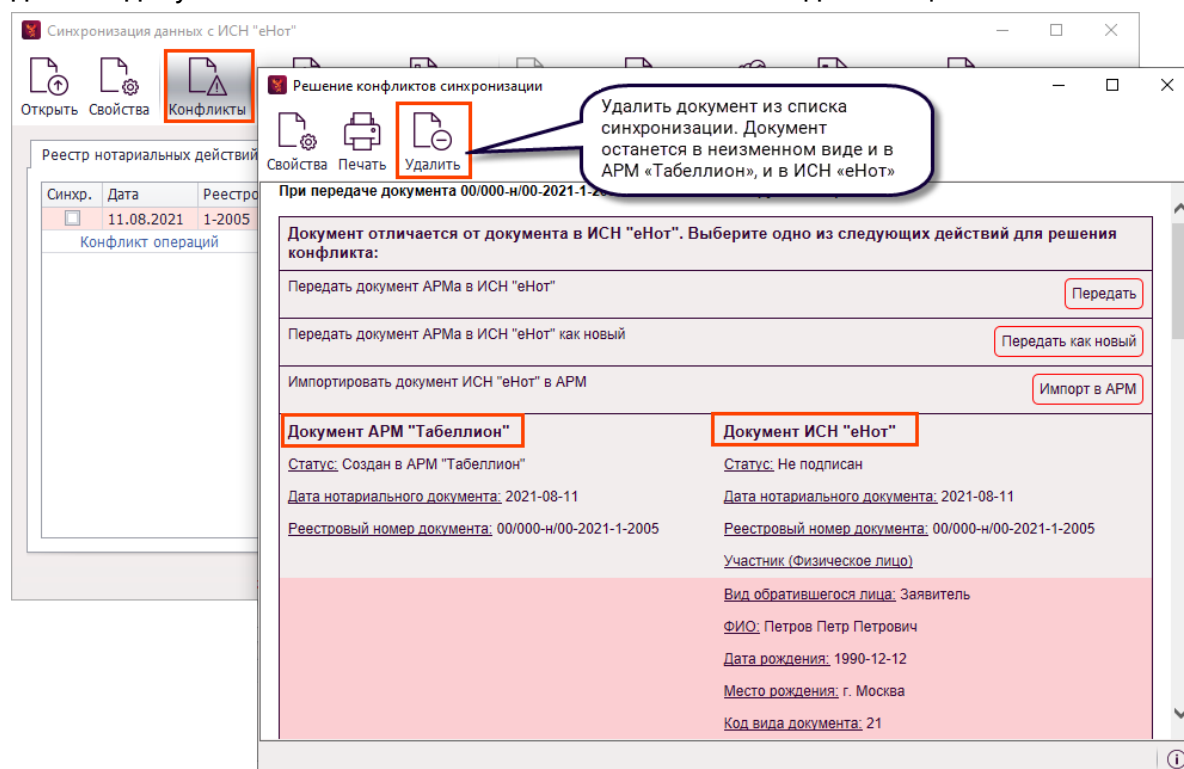 Синхронизация данных с ИСН "еНот"
Открыть Свойства Конфликты
Реестр нотариальных действий
Синхр. Дата
11.08.2021 1-2005
Конфликт операций
Решение конфликтов синхронизации
Свойства Печать Удалить
Удалить документ из списка
синхронизации. Документ
останется в неизменном виде и в
АРМ «Табеллион», и в ИСН «еНот»
При передаче документа
Документ отличается от документа в ИСН "еНот". Выберите одно из следующих действий для решения
конфликта:
Передать документ АРМа в ИСН "еНот"
Передать
Передать документ АРМа в ИСН "еНот" как новый
Передать как новый
Импортировать документ ИСН "еНот" в АРМ
Импорт в АРМ
Документ АРМ "Табеллион"
Статус: Создан в АРМ "Табеллион"
Дата нотариального документа: 2021-08-11
Реестровый номер документа: 00/000-н/00-2021-1-2005
Документ ИСН "еНот"
Статус: Не подписан
Дата нотариального документа: 2021-08-11
Реестровый номер документа: 00/000-н/00-2021-1-2005
Участник (Физическое лицо)
Вид обратившегося лица: Заявитель
ФИО: Петров Петр Петрович
Дата рождения: 1990-12-12
Место рождения: г. Москва
Код вида документа: 21